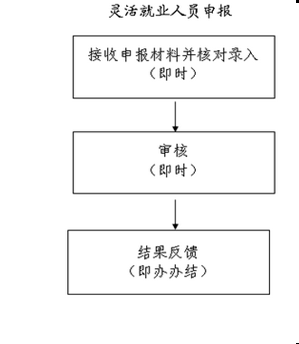 灵活就业人员申报
接收申报材料并核对录入
（即时）
审核
（即时）
结果反馈
（即办办结）